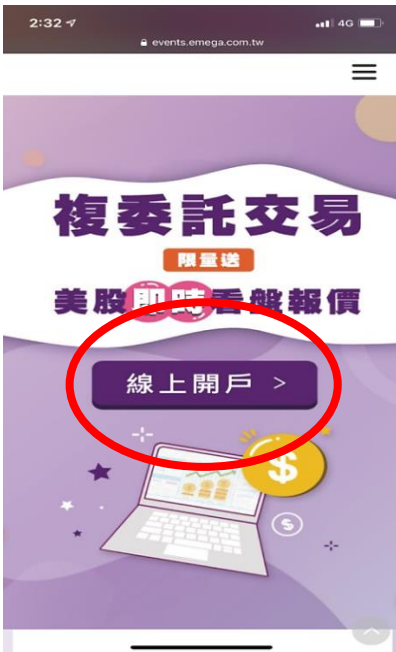 2:32
4G
events.emega.com.tw
複委託交易
限量送
美股即時看盤報價
線上開戶 >
$
$